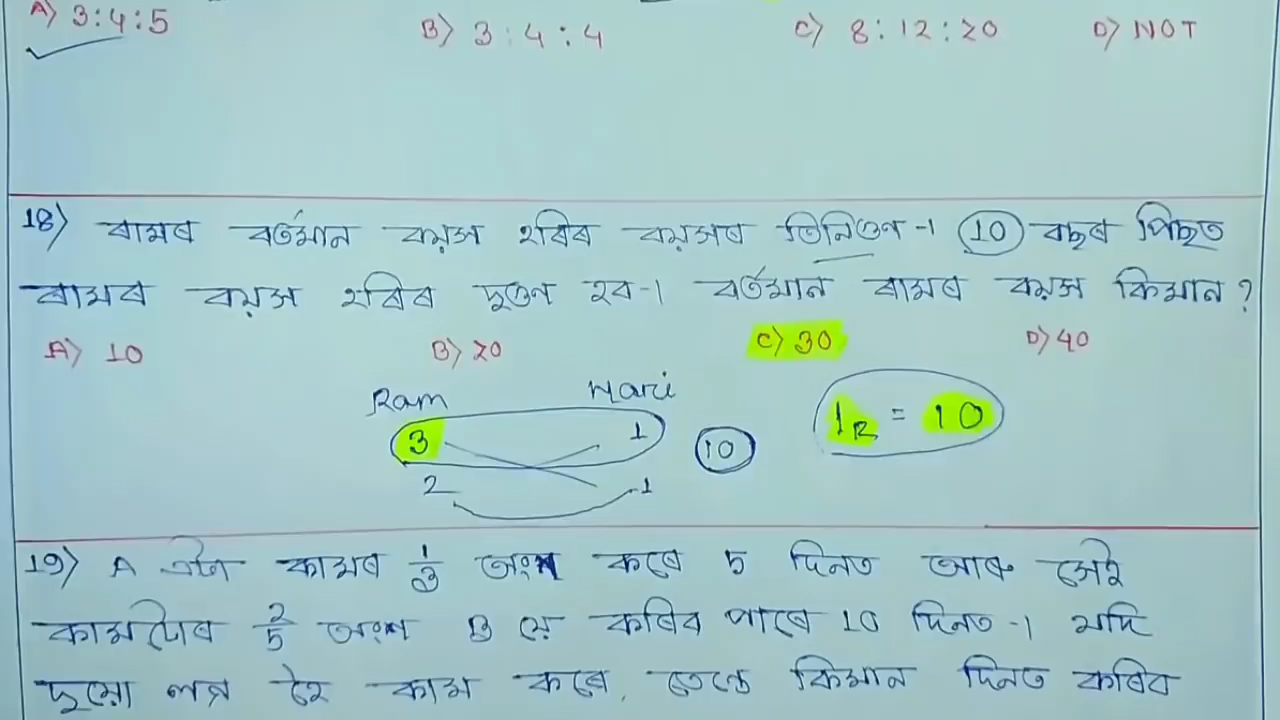 A) 3:4:5 B) 3:4:4 C) 8:12:20 D) NOT
18) ৰামৰ বৰ্তমান বয়স হৰিৰ বয়সৰ তিনিগুণ -। 10 বছৰ পিছত
ৰামৰ বয়স হৰিৰ দুগুণ হব -। বৰ্তমান ৰামৰ বয়স কিমান?
A) 10 B) 20 C) 30 D) 40
Ram Hari
3 1 10 1R = 10
2 1
19) A এটা কামৰ 1/3 অংশ কৰে 5 দিনত আৰু সেই
কামটোৰ 2/5 অংশ B য়ে কৰিব পাৰে 10 দিনত -। যদি
দুয়ো লগ হৈ কাম কৰে, তেন্তে কিমান দিনত কৰিব